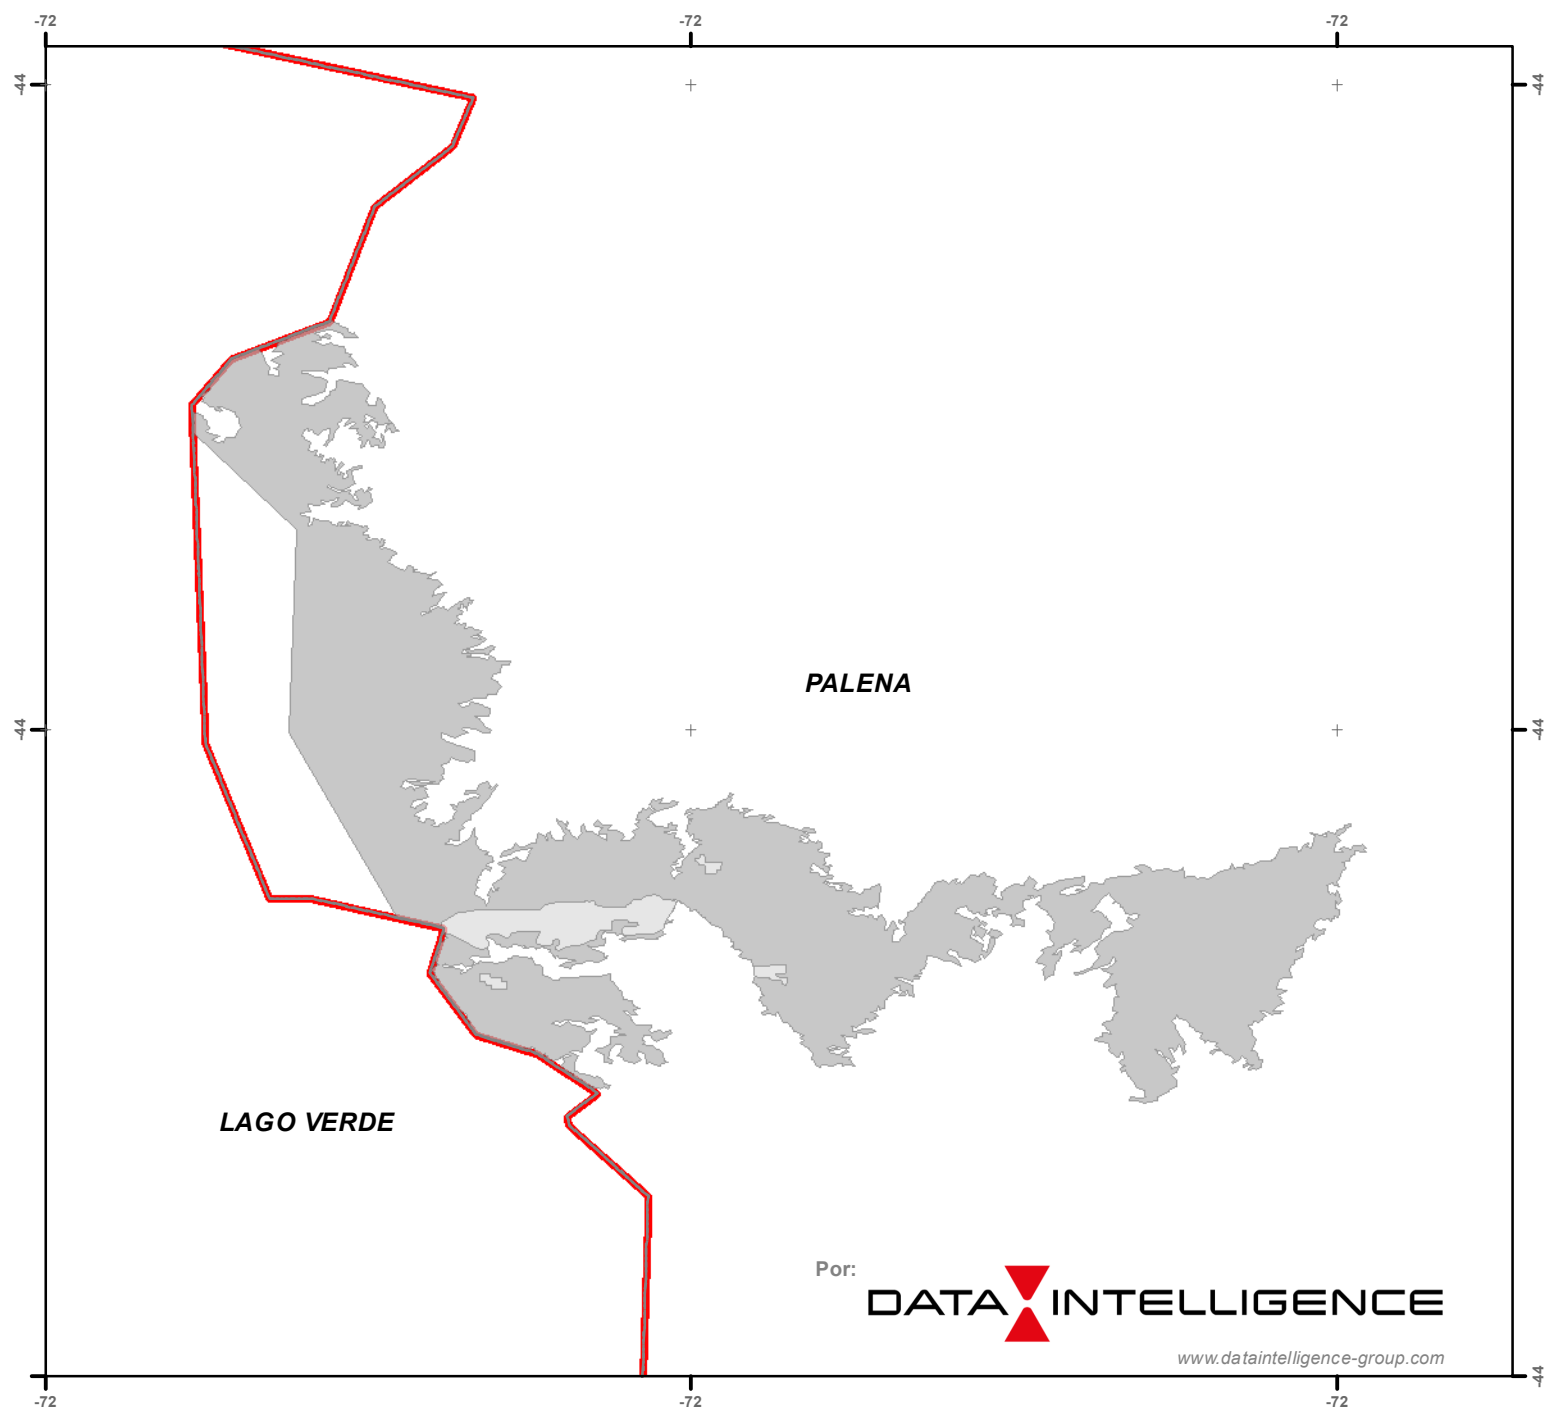 -72 -72 -72
44 44
PALENA
44 44
LAGO VERDE
Por:
DATA INTELLIGENCE
www.dataintelligence-group.com
44
-72 -72 -72